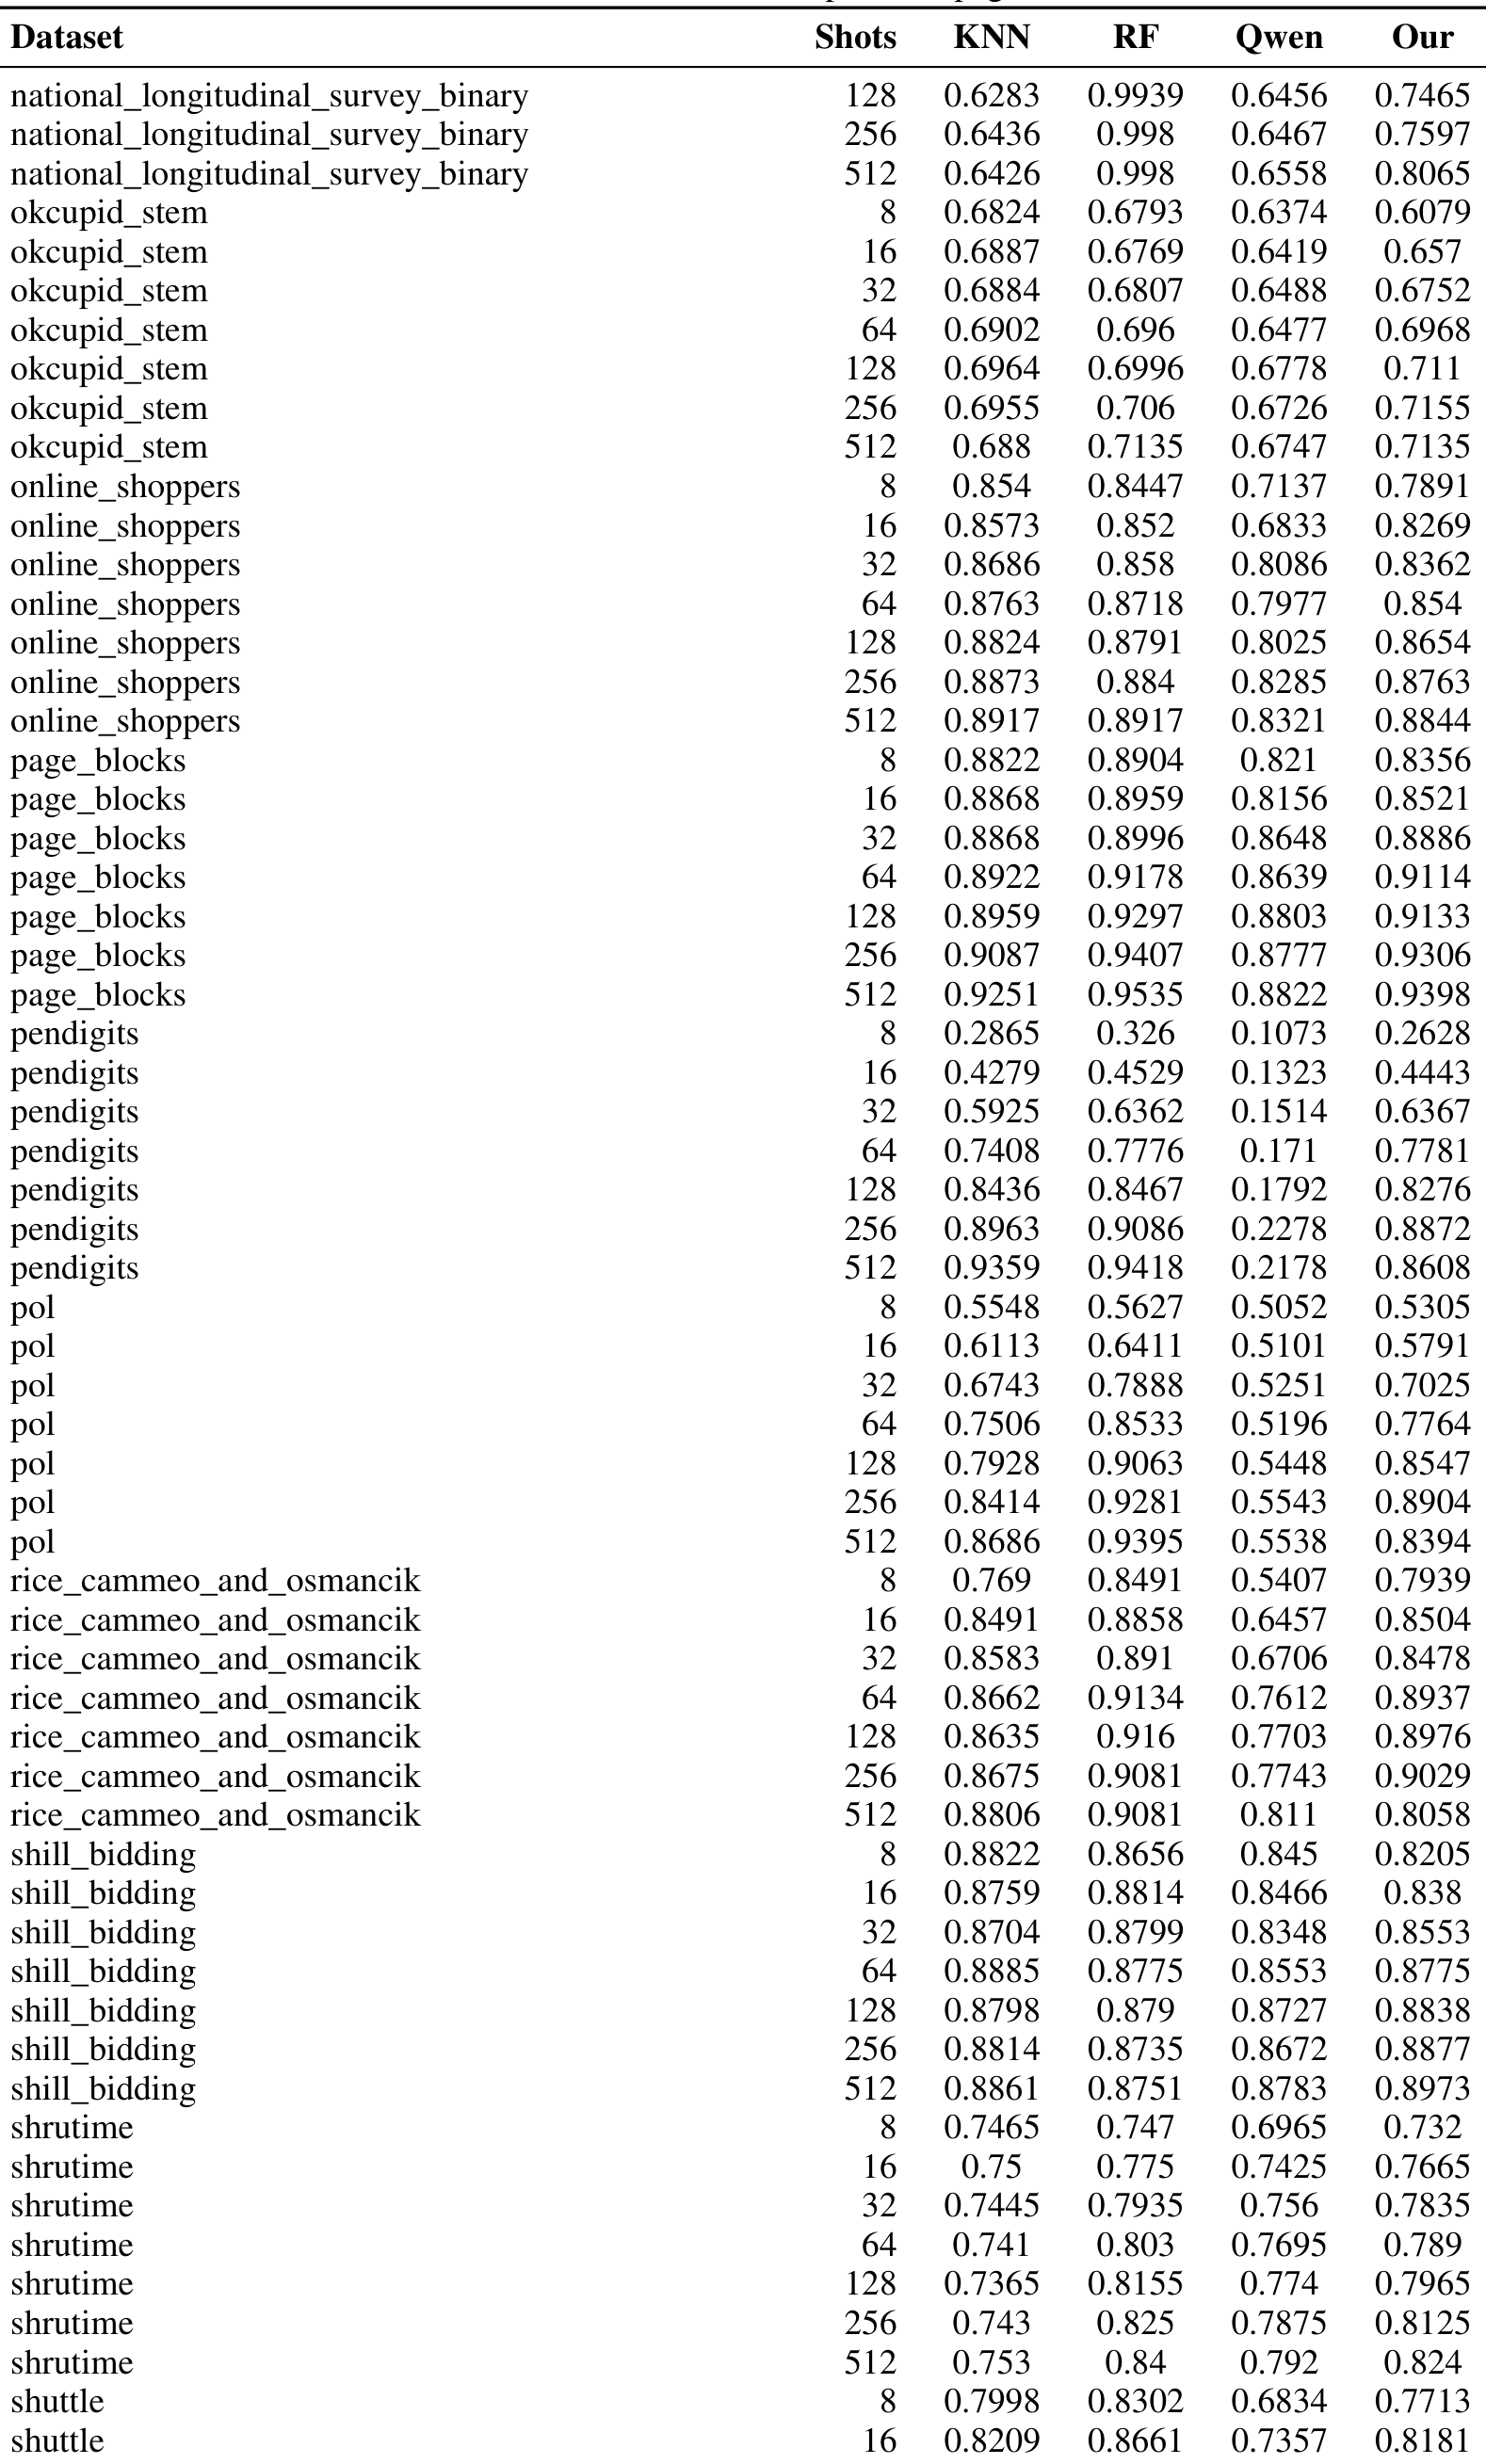 Dataset Shots KNN RF Qwen Our
national_longitudinal_survey_binary 128 0.6283 0.9939 0.6456 0.7465
national_longitudinal_survey_binary 256 0.6436 0.998 0.6467 0.7597
national_longitudinal_survey_binary 512 0.6426 0.998 0.6558 0.8065
okcupid_stem 8 0.6824 0.6793 0.6374 0.6079
okcupid_stem 16 0.6887 0.6769 0.6419 0.657
okcupid_stem 32 0.6884 0.6807 0.6488 0.6752
okcupid_stem 64 0.6902 0.696 0.6477 0.6968
okcupid_stem 128 0.6964 0.6996 0.6778 0.711
okcupid_stem 256 0.6955 0.706 0.6726 0.7155
okcupid_stem 512 0.688 0.7135 0.6747 0.7135
online_shoppers 8 0.854 0.8447 0.7137 0.7891
online_shoppers 16 0.8573 0.852 0.6833 0.8269
online_shoppers 32 0.8686 0.858 0.8086 0.8362
online_shoppers 64 0.8763 0.8718 0.7977 0.854
online_shoppers 128 0.8824 0.8791 0.8025 0.8654
online_shoppers 256 0.8873 0.884 0.8285 0.8763
online_shoppers 512 0.8917 0.8917 0.8321 0.8844
page_blocks 8 0.8822 0.8904 0.821 0.8356
page_blocks 16 0.8868 0.8959 0.8156 0.8521
page_blocks 32 0.8868 0.8996 0.8648 0.8886
page_blocks 64 0.8922 0.9178 0.8639 0.9114
page_blocks 128 0.8959 0.9297 0.8803 0.9133
page_blocks 256 0.9087 0.9407 0.8777 0.9306
page_blocks 512 0.9251 0.9535 0.8822 0.9398
pendigits 8 0.2865 0.326 0.1073 0.2628
pendigits 16 0.4279 0.4529 0.1323 0.4443
pendigits 32 0.5925 0.6362 0.1514 0.6367
pendigits 64 0.7408 0.7776 0.171 0.7781
pendigits 128 0.8436 0.8467 0.1792 0.8276
pendigits 256 0.8963 0.9086 0.2278 0.8872
pendigits 512 0.9359 0.9418 0.2178 0.8608
pol 8 0.5548 0.5627 0.5052 0.5305
pol 16 0.6113 0.6411 0.5101 0.5791
pol 32 0.6743 0.7888 0.5251 0.7025
pol 64 0.7506 0.8533 0.5196 0.7764
pol 128 0.7928 0.9063 0.5448 0.8547
pol 256 0.8414 0.9281 0.5543 0.8904
pol 512 0.8686 0.9395 0.5538 0.8394
rice_cammeo_and_osmancik 8 0.769 0.8491 0.5407 0.7939
rice_cammeo_and_osmancik 16 0.8491 0.8858 0.6457 0.8504
rice_cammeo_and_osmancik 32 0.8583 0.891 0.6706 0.8478
rice_cammeo_and_osmancik 64 0.8662 0.9134 0.7612 0.8937
rice_cammeo_and_osmancik 128 0.8635 0.916 0.7703 0.8976
rice_cammeo_and_osmancik 256 0.8675 0.9081 0.7743 0.9029
rice_cammeo_and_osmancik 512 0.8806 0.9081 0.811 0.8058
shill_bidding 8 0.8822 0.8656 0.845 0.8205
shill_bidding 16 0.8759 0.8814 0.8466 0.838
shill_bidding 32 0.8704 0.8799 0.8348 0.8553
shill_bidding 64 0.8885 0.8775 0.8553 0.8775
shill_bidding 128 0.8798 0.879 0.8727 0.8838
shill_bidding 256 0.8814 0.8735 0.8672 0.8877
shill_bidding 512 0.8861 0.8751 0.8783 0.8973
shrutime 8 0.7465 0.747 0.6965 0.732
shrutime 16 0.75 0.775 0.7425 0.7665
shrutime 32 0.7445 0.7935 0.756 0.7835
shrutime 64 0.741 0.803 0.7695 0.789
shrutime 128 0.7365 0.8155 0.774 0.7965
shrutime 256 0.743 0.825 0.7875 0.8125
shrutime 512 0.753 0.84 0.792 0.824
shuttle 8 0.7998 0.8302 0.6834 0.7713
shuttle 16 0.8209 0.8661 0.7357 0.8181